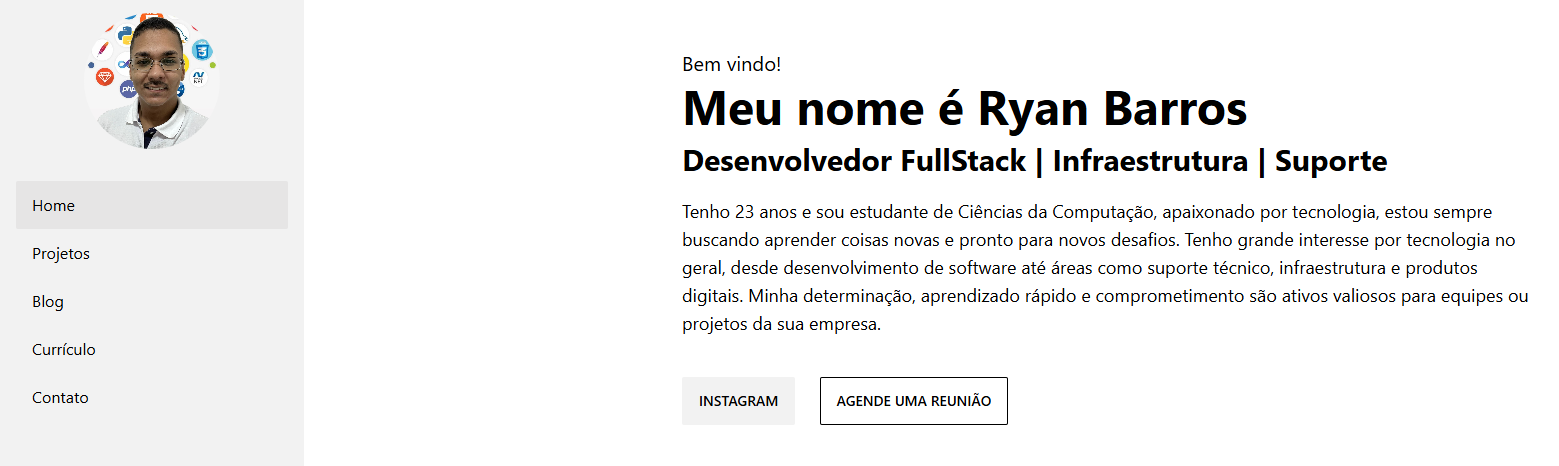 php
Home
Projetos
Blog
Currículo
Contato
Bem vindo!
Meu nome é Ryan Barros
Desenvolvedor FullStack | Infraestrutura | Suporte
Tenho 23 anos e sou estudante de Ciências da Computação, apaixonado por tecnologia, estou sempre
buscando aprender coisas novas e pronto para novos desafios. Tenho grande interesse por tecnologia no
geral, desde desenvolvimento de software até áreas como suporte técnico, infraestrutura e produtos
digitais. Minha determinação, aprendizado rápido e comprometimento são ativos valiosos para equipes ou
projetos da sua empresa.
INSTAGRAM
AGENDE UMA REUNIÃO